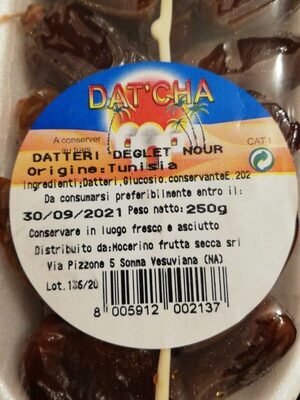 DAT'CHA
A conserver
au frais
CAT I
DATTERI DEGLET NOUR
Origine:Tunisia
Ingredienti;Datteri,Glucosio.conservanteE.202
Da consumarsi preferibilmente entro il:
30/09/2021 Peso netto: 250g
Conservare in luogo fresco e asciutto
Distribuito da:Nocerino frutta secca srl
Via Pizzone 5 Somma Vesuviana (NA)
Lot.
8 005912 002137